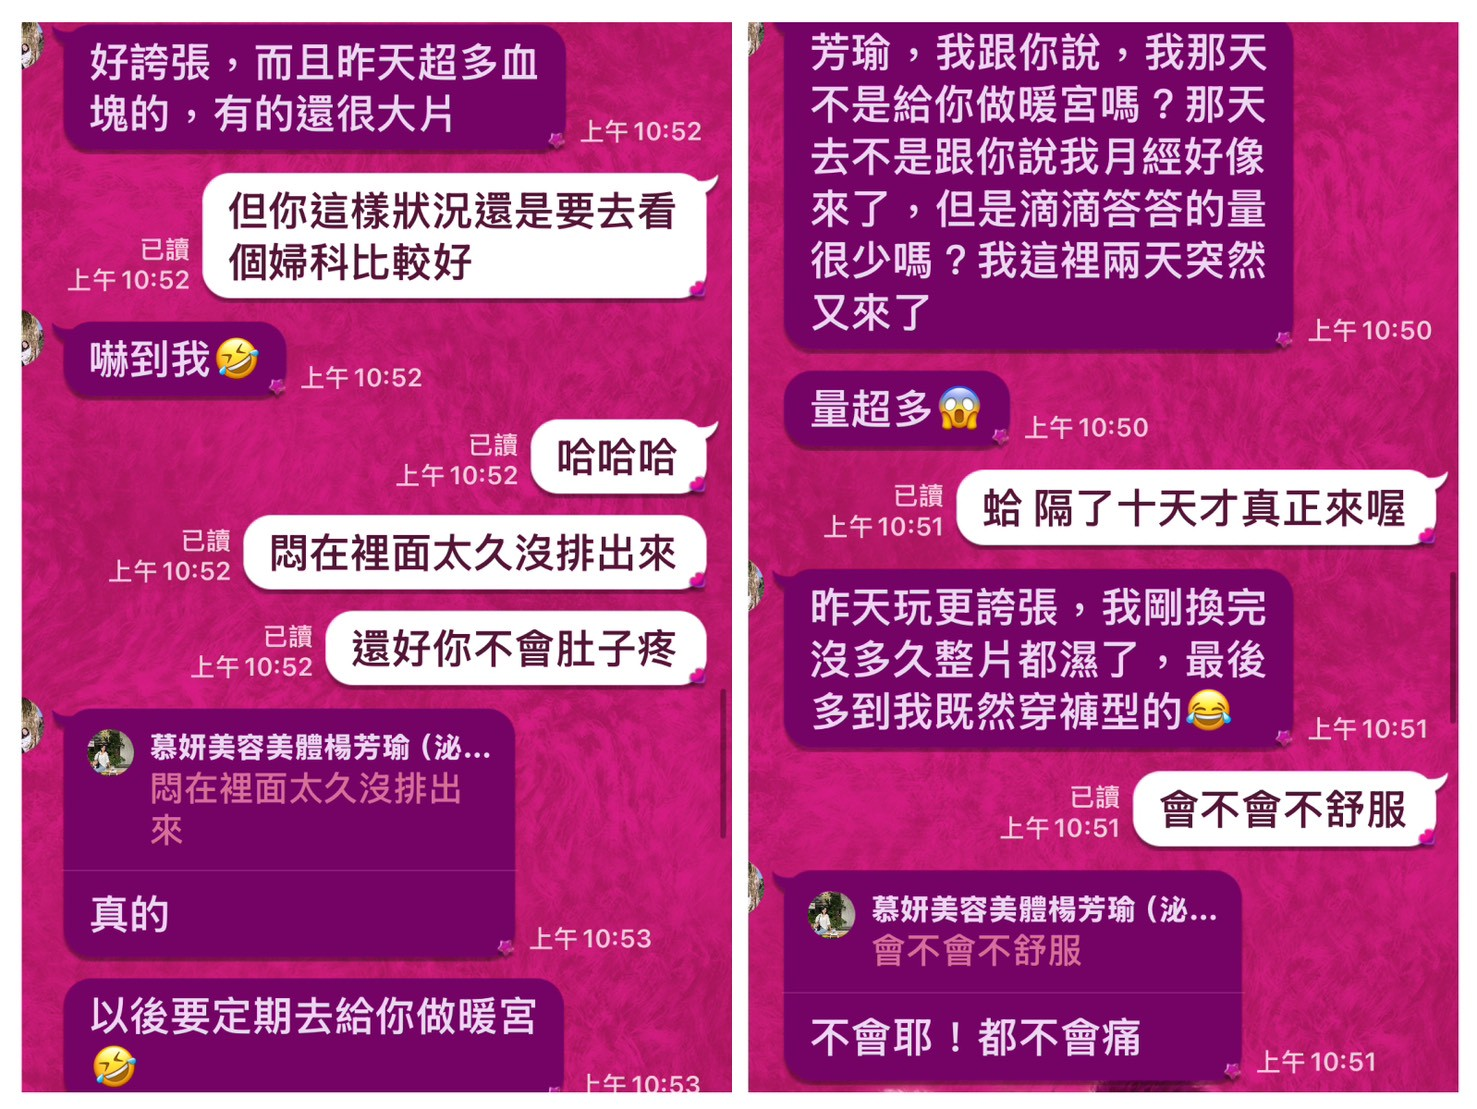 好誇張，而且昨天超多血
塊的，有的還很大片
上午10:52
但你這樣狀況還是要去看
個婦科比較好
已讀
上午10:52
嚇到我🤣
上午10:52
哈哈哈
已讀
上午10:52
悶在裡面太久沒排出來
已讀
上午10:52
還好你不會肚子疼
已讀
上午10:52
慕妍美容美體楊芳瑜（泌...
悶在裡面太久沒排出
來
真的
上午10:53
以後要定期去給你做暖宮
🤣
上午10:53
芳瑜，我跟你說，我那天
不是給你做暖宮嗎？那天
去不是跟你說我月經好像
來了，但是滴滴答答的量
很少嗎？我這裡兩天突然
又來了
上午10:50
量超多😱
上午10:50
蛤 隔了十天才真正來喔
已讀
上午10:51
昨天玩更誇張，我剛換完
沒多久整片都濕了，最後
多到我既然穿褲型的😂
上午10:51
會不會不舒服
已讀
上午10:51
慕妍美容美體楊芳瑜（泌...
會不會不舒服
不會耶！都不會痛
上午10:51